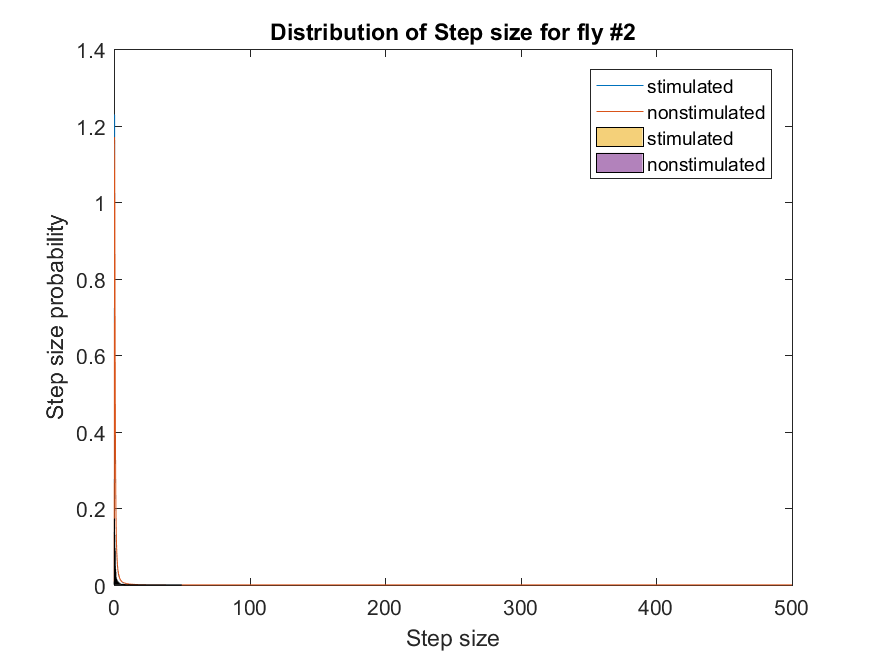 Distribution of Step size for fly #2
1.4
1.2
1
0.8
0.6
0.4
0.2
0
Step size probability
stimulated
nonstimulated
stimulated
nonstimulated
0 100 200 300 400 500
Step size